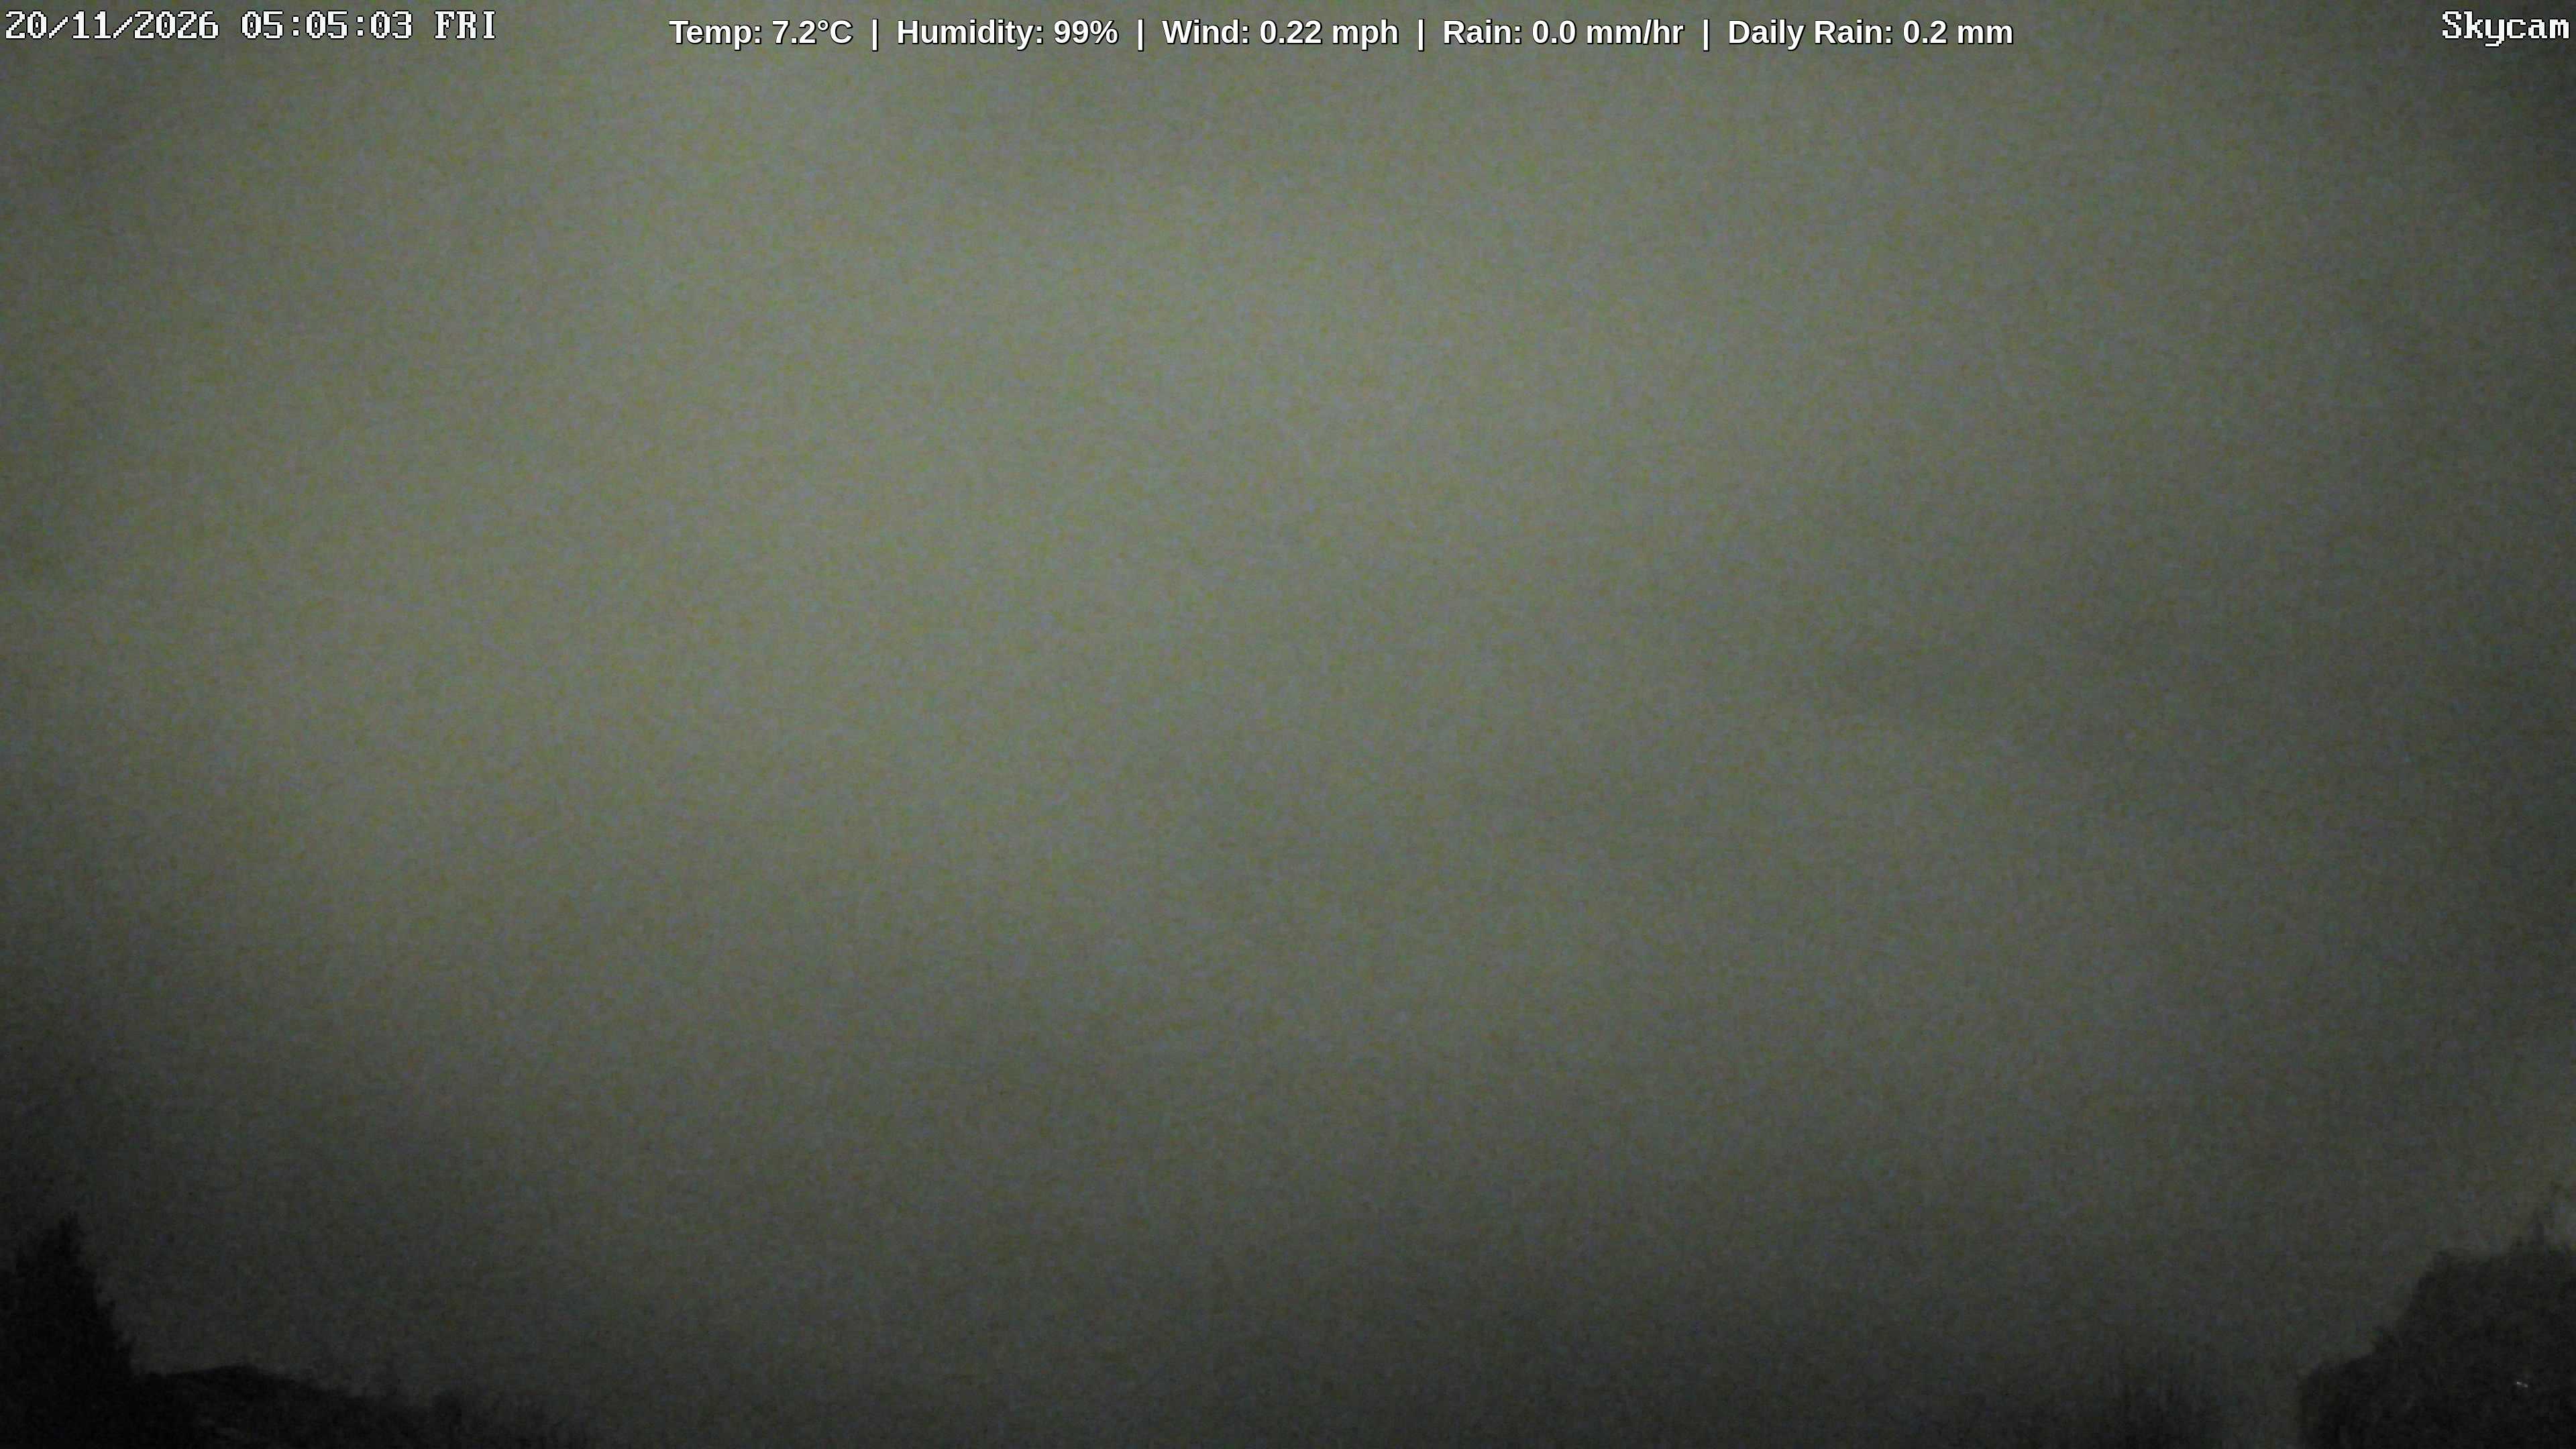 20/11/2026 05:05:03 FRI
Temp: 7.2°C | Humidity: 99% | Wind: 0.22 mph | Rain: 0.0 mm/hr | Daily Rain: 0.2 mm
Skycam